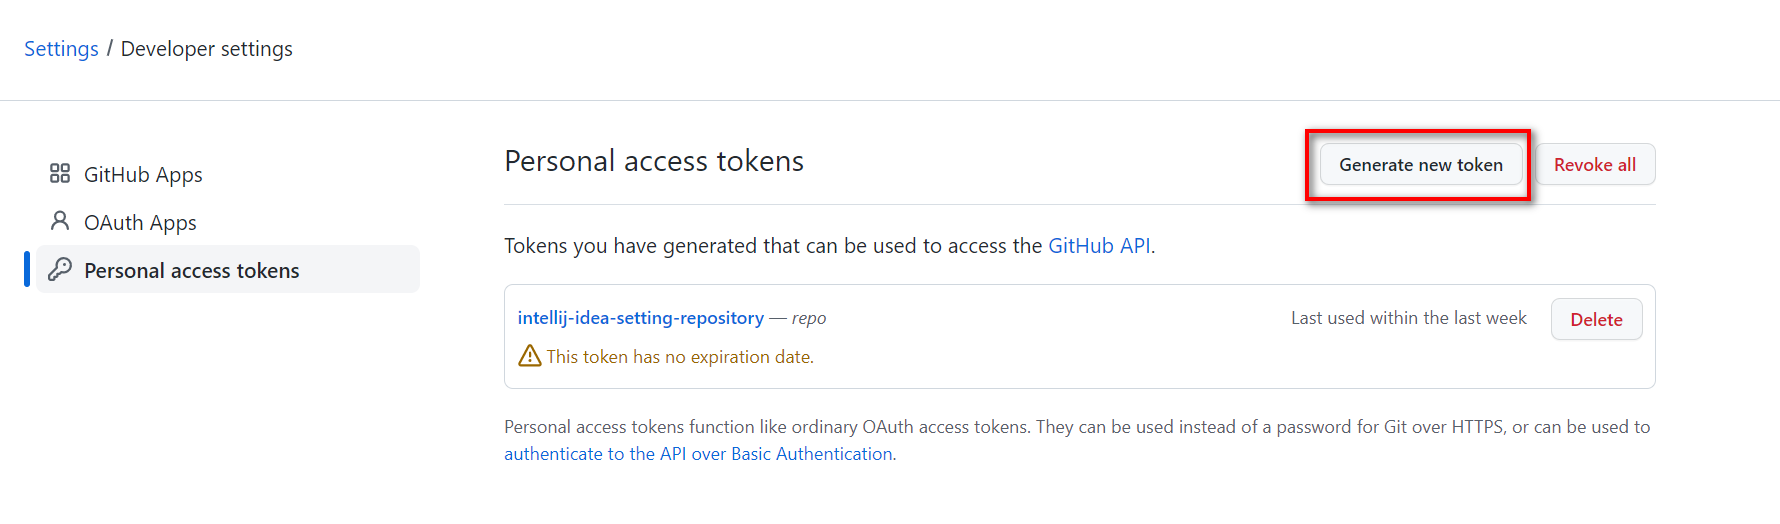 Settings / Developer settings
GitHub Apps
OAuth Apps
Personal access tokens
Personal access tokens
Generate new token
Revoke all
Tokens you have generated that can be used to access the GitHub API.
intellij-idea-setting-repository — repo
Last used within the last week
Delete
This token has no expiration date.
Personal access tokens function like ordinary OAuth access tokens. They can be used instead of a password for Git over HTTPS, or can be used to
authenticate to the API over Basic Authentication.